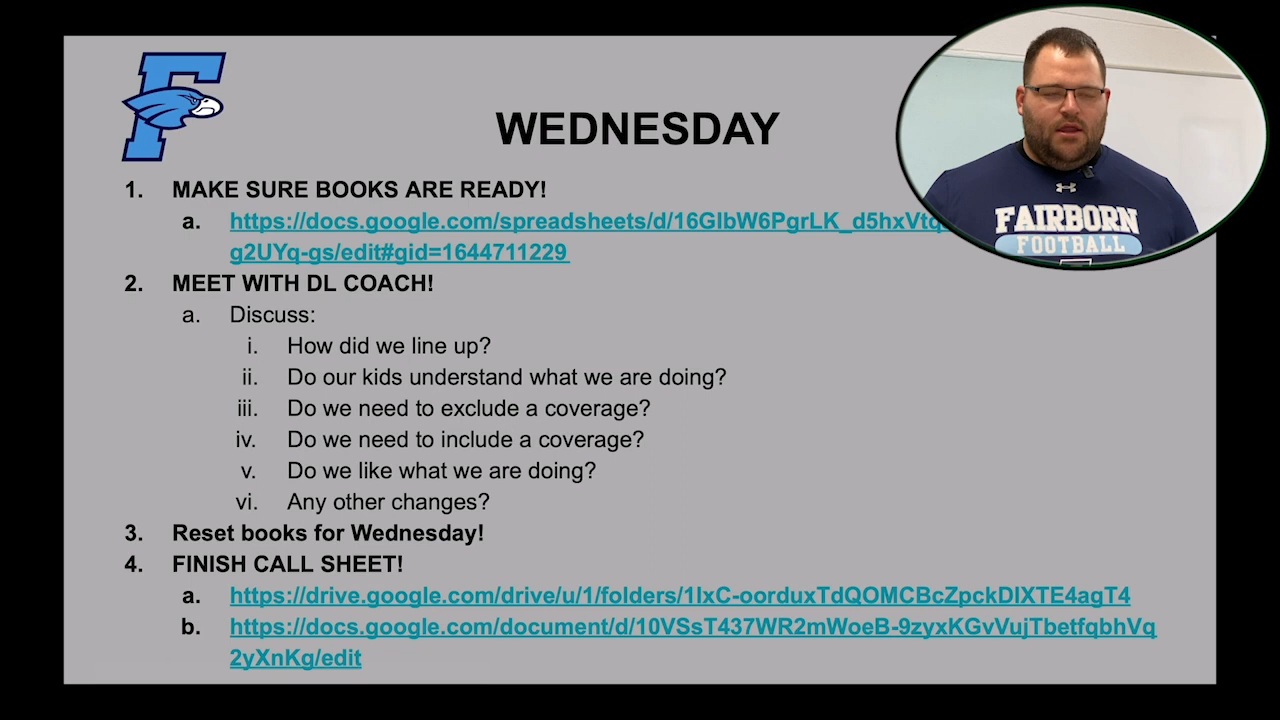 WEDNESDAY
1. MAKE SURE BOOKS ARE READY!
a. https://docs.google.com/spreadsheets/d/16GlbW6PgrLK_d5hxVtq
g2UYq-gs/edit#gid=1644711229
2. MEET WITH DL COACH!
a. Discuss:
i. How did we line up?
ii. Do our kids understand what we are doing?
iii. Do we need to exclude a coverage?
iv. Do we need to include a coverage?
v. Do we like what we are doing?
vi. Any other changes?
3. Reset books for Wednesday!
4. FINISH CALL SHEET!
a. https://drive.google.com/drive/u/1/folders/1lxC-oorduxTdQOMCBcZpckDlXTE4agT4
b. https://docs.google.com/document/d/10VSsT437WR2mWoeB-9zyxKGvVujTbetfqbhVq
2yXnKg/edit
F
FAIRBORN
FOOTBALL